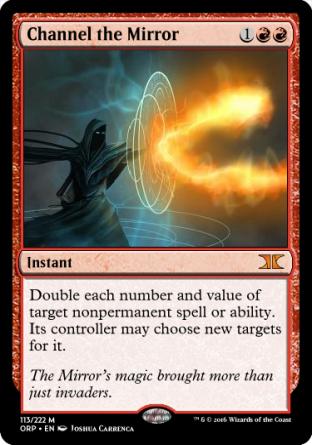 Channel the Mirror 1
Instant
Double each number and value of
target nonpermanent spell or ability.
Its controller may choose new targets
for it.
The Mirror's magic brought more than
just invaders.
113/222 M
ORP • EN Joshua Carrenca
™ & © 2016 Wizards of the Coast